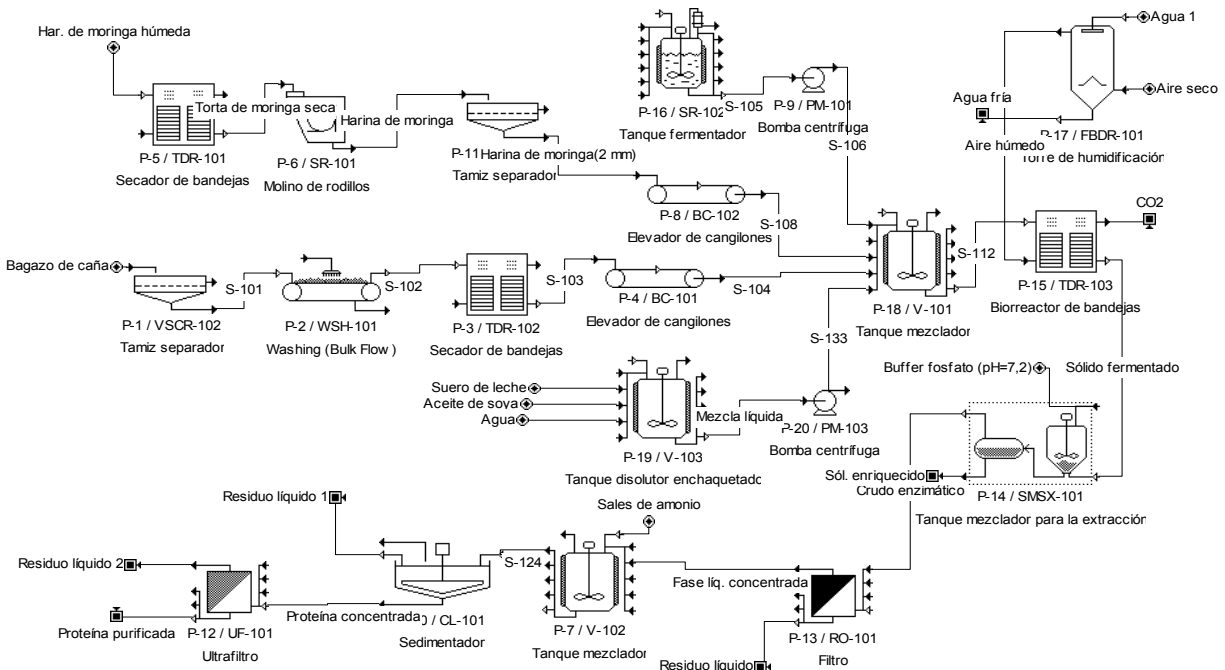 Har. de moringa húmeda
Torta de moringa seca
P-5 / TDR-101
Secador de bandejas
P-6 / SR-101
Molino de rodillos
Harina de moringa
P-11
Harina de moringa(2 mm)
Tamiz separador
P-16 / SR-102
Tanque fermentador
S-105
P-9 / PM-101
Bomba centrífuga
S-106
Agua 1
Aire seco
Agua fría
P-17 / FBDR-101
Aire húmedo
Torre de humidificación
P-8 / BC-102
Elevador de cangilones
S-108
Bagazo de caña
P-1 / VSCR-102
Tamiz separador
S-101
P-2 / WSH-101
Washing (Bulk Flow)
S-102
P-3 / TDR-102
Secador de bandejas
S-103
P-4 / BC-101
Elevador de cangilones
S-104
P-18 / V-101
Tanque mezclador
S-112
CO2
P-15 / TDR-103
Biorreactor de bandejas
S-133
Suero de leche
Aceite de soya
Agua
Mezcla líquida
P-19 / V-103
Tanque disolutor enchaquetado
P-20 / PM-103
Bomba centrífuga
Buffer fosfato (pH=7,2)
Sólido fermentado
Sól. enriquecido
Crudo enzimático
P-14 / SMSX-101
Tanque mezclador para la extracción
Residuo líquido 1
Sales de amonio
Residuo líquido 2
S-124
Fase líq. concentrada
Proteína purificada
P-12 / UF-101
Ultrafiltro
Proteína concentrada
/ CL-101
Sedimentador
P-7 / V-102
Tanque mezclador
P-13 / RO-101
Filtro
Residuo líquido